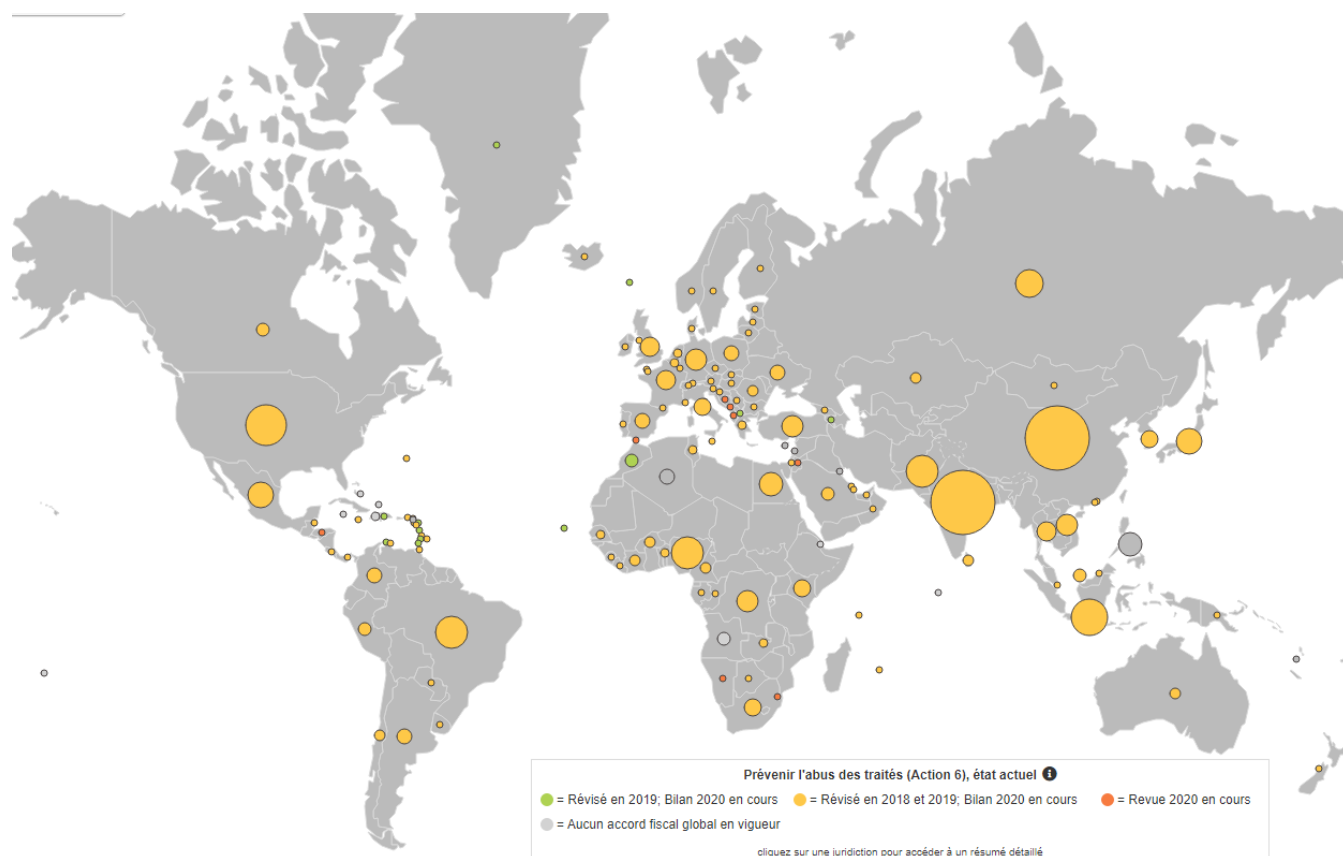 Prévenir l'abus des traités (Action 6), état actuel
= Révisé en 2019; Bilan 2020 en cours = Révisé en 2018 et 2019; Bilan 2020 en cours = Revue 2020 en cours
= Aucun accord fiscal global en vigueur
cliquez sur une juridiction pour accéder à un résumé détaillé